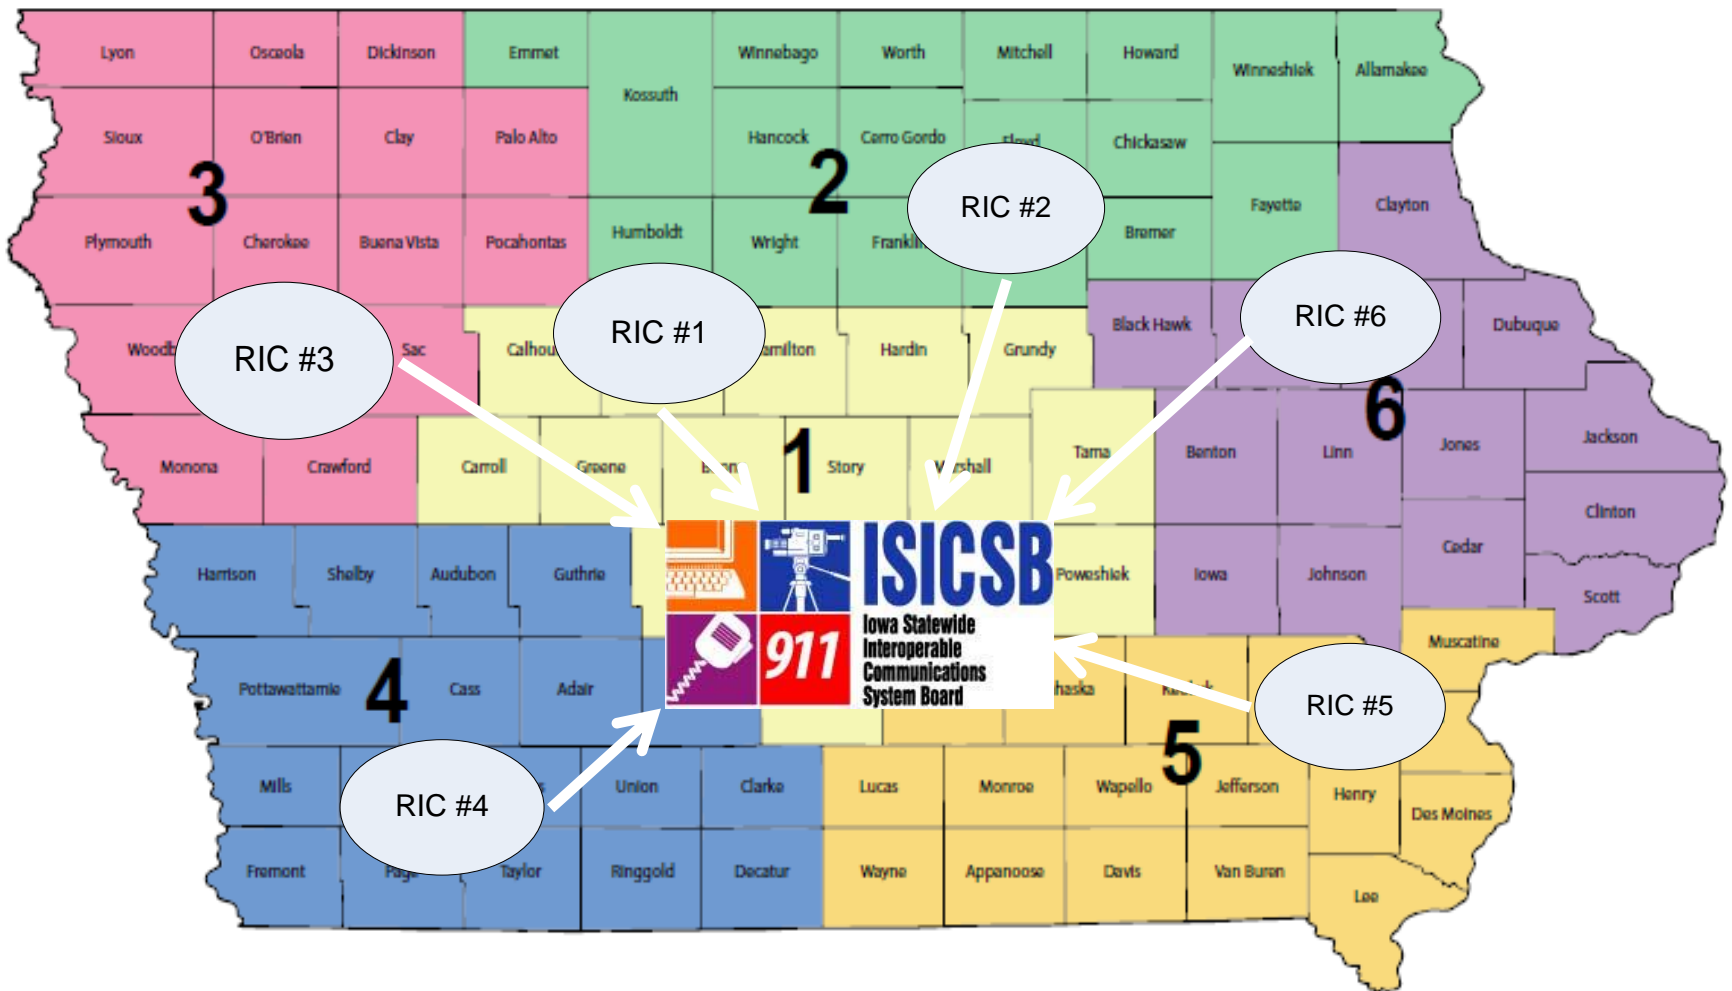 Lyon
Osceola
Dickinson
Emmet
Kossuth
Winnebago
Worth
Mitchell
Howard
Winneshiek
Allamakee
Sioux
O'Brien
Clay
Palo Alto
Hancock
Cerro Gordo
Floyd
Chickasaw
3
2
RIC #2
Plymouth
Cherokee
Buena Vista
Pocahontas
Humboldt
Wright
Franklin
Bremer
Fayette
Clayton
RIC #3
Sac
RIC #1
Hardin
Grundy
Black Hawk
RIC #6
Dubuque
6
Monona
Crawford
Carroll
Greene
1
Story
Marshall
Tama
Benton
Linn
Jones
Jackson
Clinton
Harrison
Shelby
Audubon
Guthrie
ISICSB
Iowa Statewide
Interoperable
Communications
System Board
911
Poweshiek
Iowa
Johnson
Cedar
Scott
Muscatine
Pottawattamie
4
Cass
Adair
5
RIC #5
Mills
RIC #4
Union
Clarke
Lucas
Monroe
Wapello
Jefferson
Henry
Des Moines
Fremont
Page
Taylor
Ringgold
Decatur
Wayne
Appanoose
Davis
Van Buren
Lee